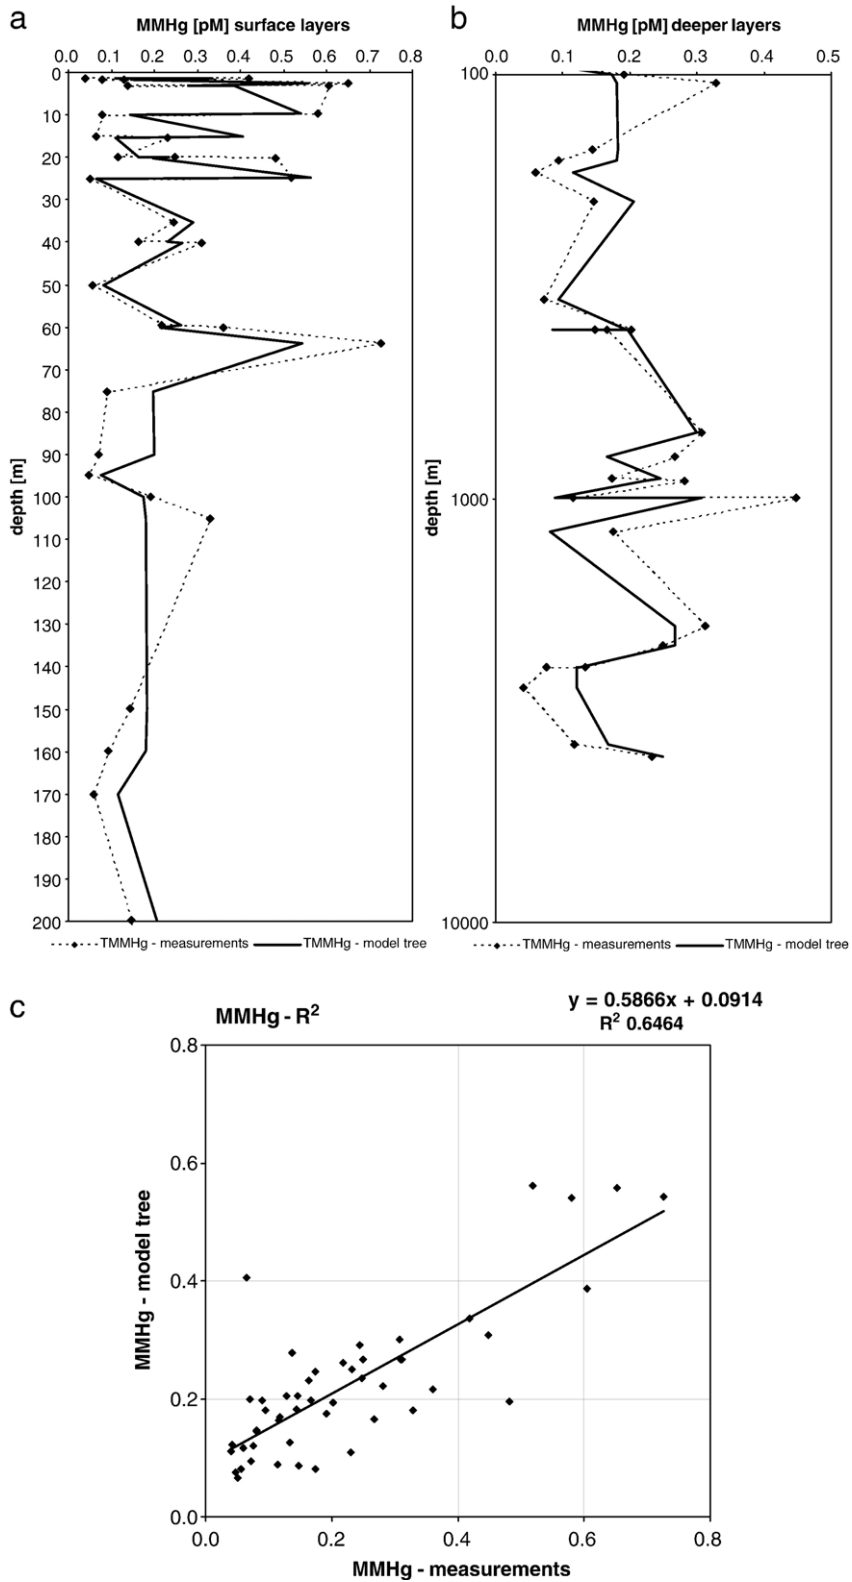 a
MMHg [pM] surface layers
0.0 0.1 0.2 0.3 0.4 0.5 0.6 0.7 0.8
0
10
20
30
40
50
60
70
80
90
100
110
120
130
140
150
160
170
180
190
200
depth [m]
TMMHg - measurements TMMHg - model tree
b
MMHg [pM] deeper layers
0.0 0.1 0.2 0.3 0.4 0.5
100
1000
10000
depth [m]
TMMHg - measurements TMMHg - model tree
c
MMHg - R²
y = 0.5866x + 0.0914
R² 0.6464
0.8
0.6
0.4
0.2
0.0
MMHg - model tree
0.0 0.2 0.4 0.6 0.8
MMHg - measurements